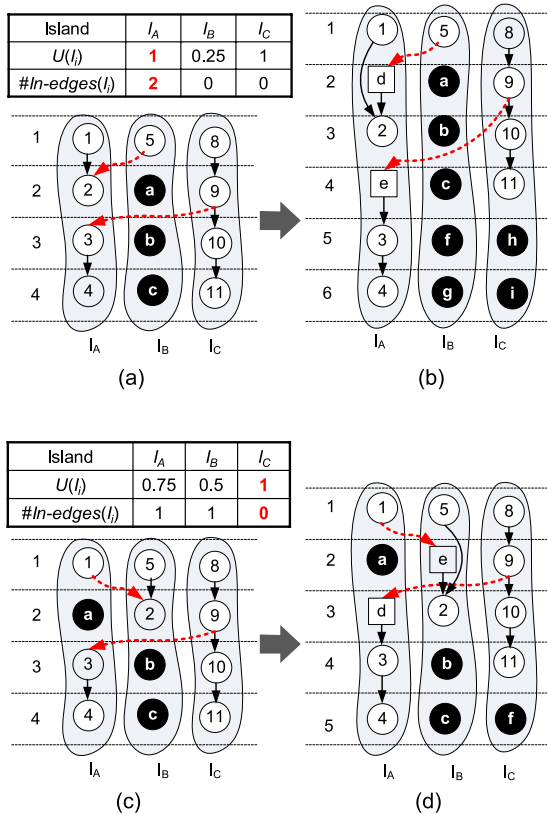 Island I_A I_B I_C
U(I_i) 1 0.25 1
#In-edges(I_i) 2 0 0
1 1 5 8
2 2 a 9
3 3 b 10
4 4 c 11
I_A I_B I_C
(a)
1 1 5 8
2 d a 9
3 2 b 10
4 e c 11
5 3 f h
6 4 g i
I_A I_B I_C
(b)
Island I_A I_B I_C
U(I_i) 0.75 0.5 1
#In-edges(I_i) 1 1 0
1 1 5 8
2 a 2 9
3 3 b 10
4 4 c 11
I_A I_B I_C
(c)
1 1 5 8
2 a e 9
3 d 2 10
4 3 b 11
5 4 c f
I_A I_B I_C
(d)